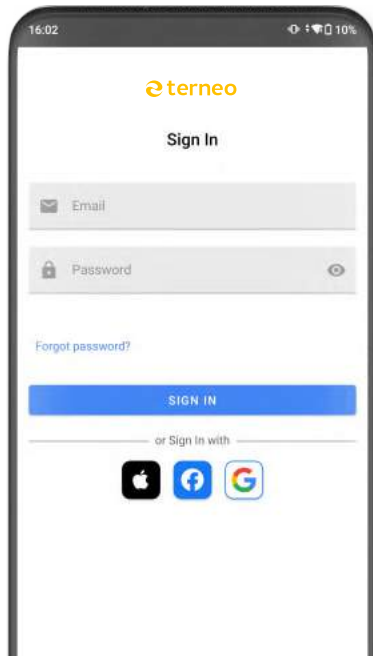 16:02 10%
terneo
Sign In
Email
Password
Forgot password?
SIGN IN
or Sign In with